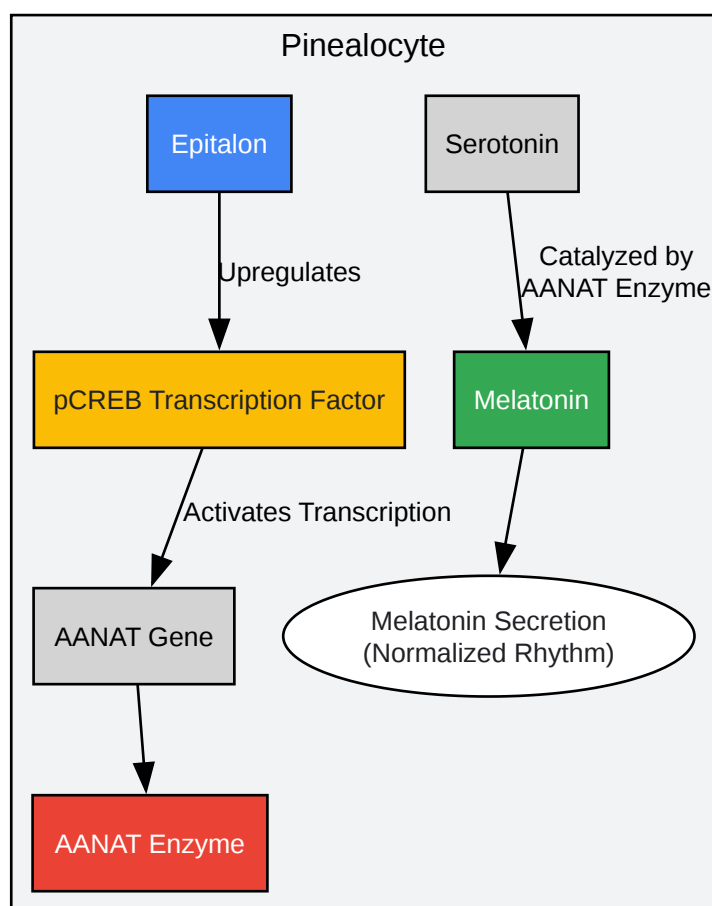 Pinealocyte
Epitalon
Serotonin
Upregulates
Catalyzed by
AANAT Enzyme
pCREB Transcription Factor
Melatonin
Activates Transcription
AANAT Gene
Melatonin Secretion
(Normalized Rhythm)
AANAT Enzyme